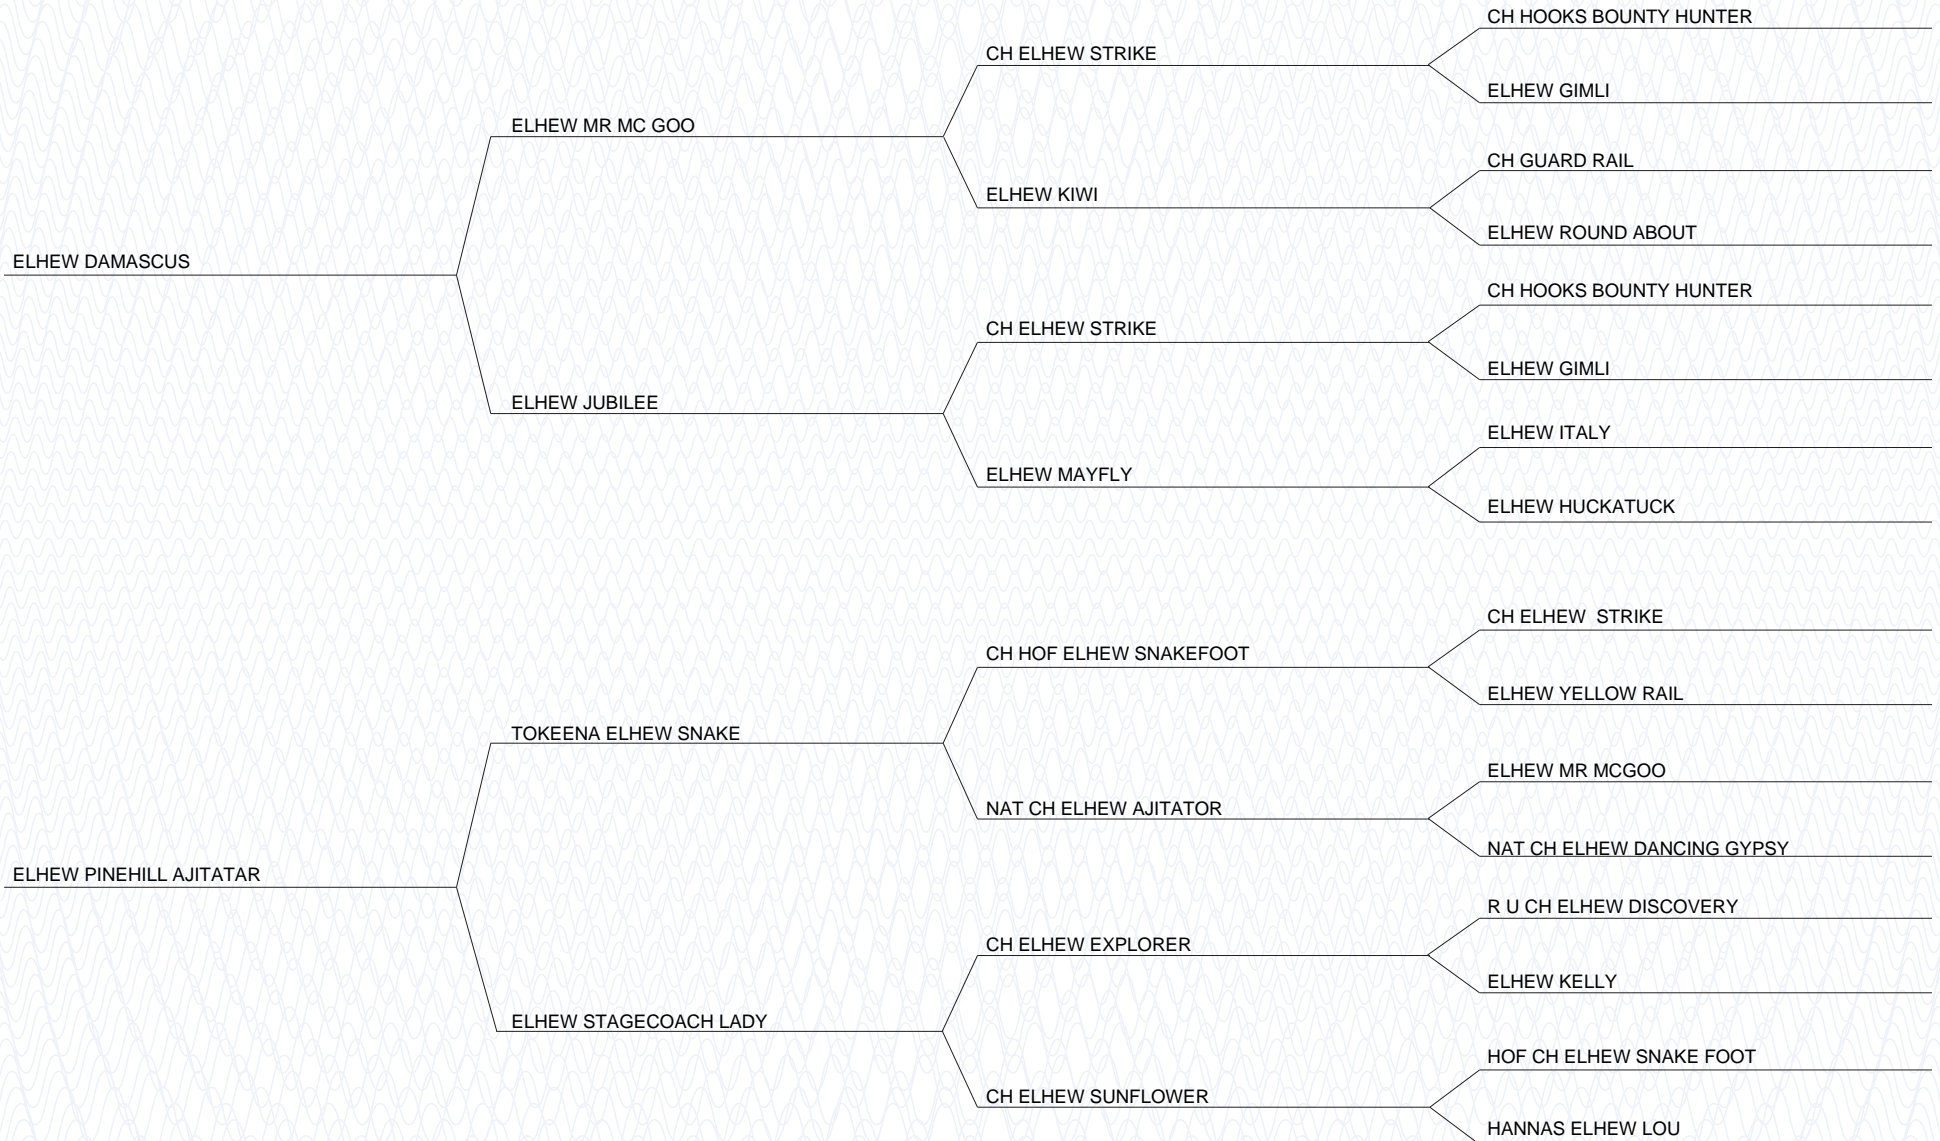 CH HOOKS BOUNTY HUNTER
CH ELHEW STRIKE
ELHEW GIMLI
ELHEW MR MC GOO
CH GUARD RAIL
ELHEW KIWI
ELHEW ROUND ABOUT
ELHEW DAMASCUS
CH HOOKS BOUNTY HUNTER
CH ELHEW STRIKE
ELHEW GIMLI
ELHEW JUBILEE
ELHEW ITALY
ELHEW MAYFLY
ELHEW HUCKATUCK
CH ELHEW  STRIKE
CH HOF ELHEW SNAKEFOOT
ELHEW YELLOW RAIL
TOKEENA ELHEW SNAKE
ELHEW MR MCGOO
NAT CH ELHEW AJITATOR
NAT CH ELHEW DANCING GYPSY
ELHEW PINEHILL AJITATAR
R U CH ELHEW DISCOVERY
CH ELHEW EXPLORER
ELHEW KELLY
ELHEW STAGECOACH LADY
HOF CH ELHEW SNAKE FOOT
CH ELHEW SUNFLOWER
HANNAS ELHEW LOU